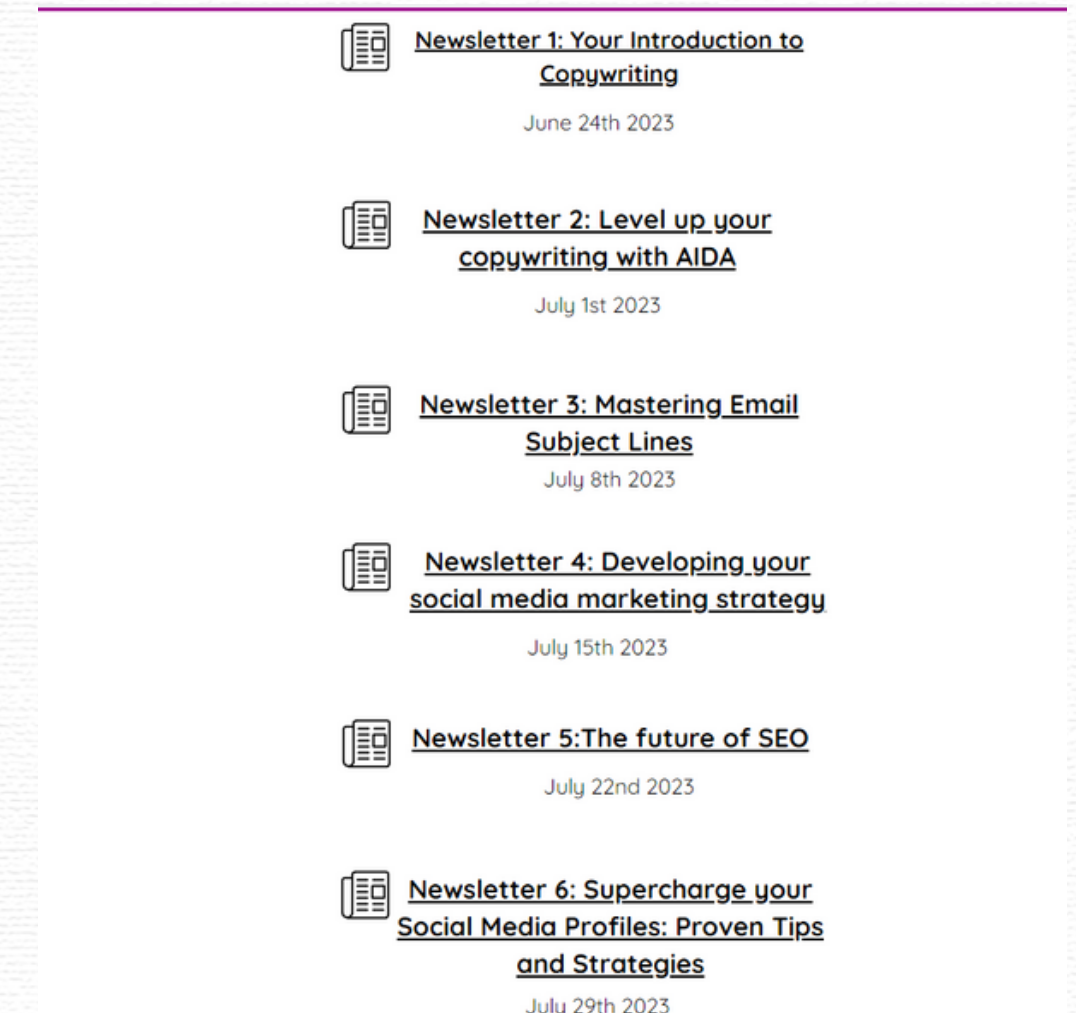 Newsletter 1: Your Introduction to
Copywriting
June 24th 2023
Newsletter 2: Level up your
copywriting with AIDA
July 1st 2023
Newsletter 3: Mastering Email
Subject Lines
July 8th 2023
Newsletter 4: Developing your
social media marketing strategy
July 15th 2023
Newsletter 5:The future of SEO
July 22nd 2023
Newsletter 6: Supercharge your
Social Media Profiles: Proven Tips
and Strategies
July 29th 2023